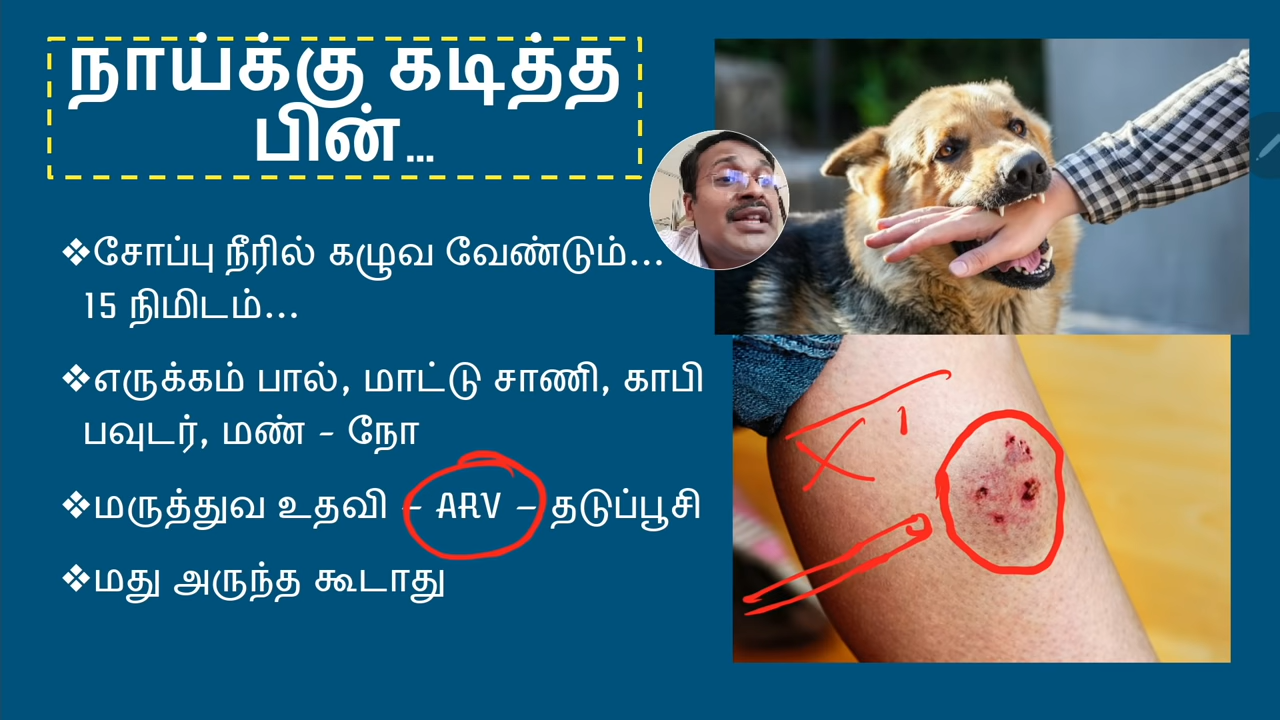 நாய்க்கு கடித்த
பின்...
❖சோப்பு நீரில் கழுவ வேண்டும்...
15 நிமிடம்...
❖எருக்கம் பால், மாட்டு சாணி, காபி
பவுடர், மண் - நோ
❖மருத்துவ உதவி – ARV – தடுப்பூசி
❖மது அருந்த கூடாது